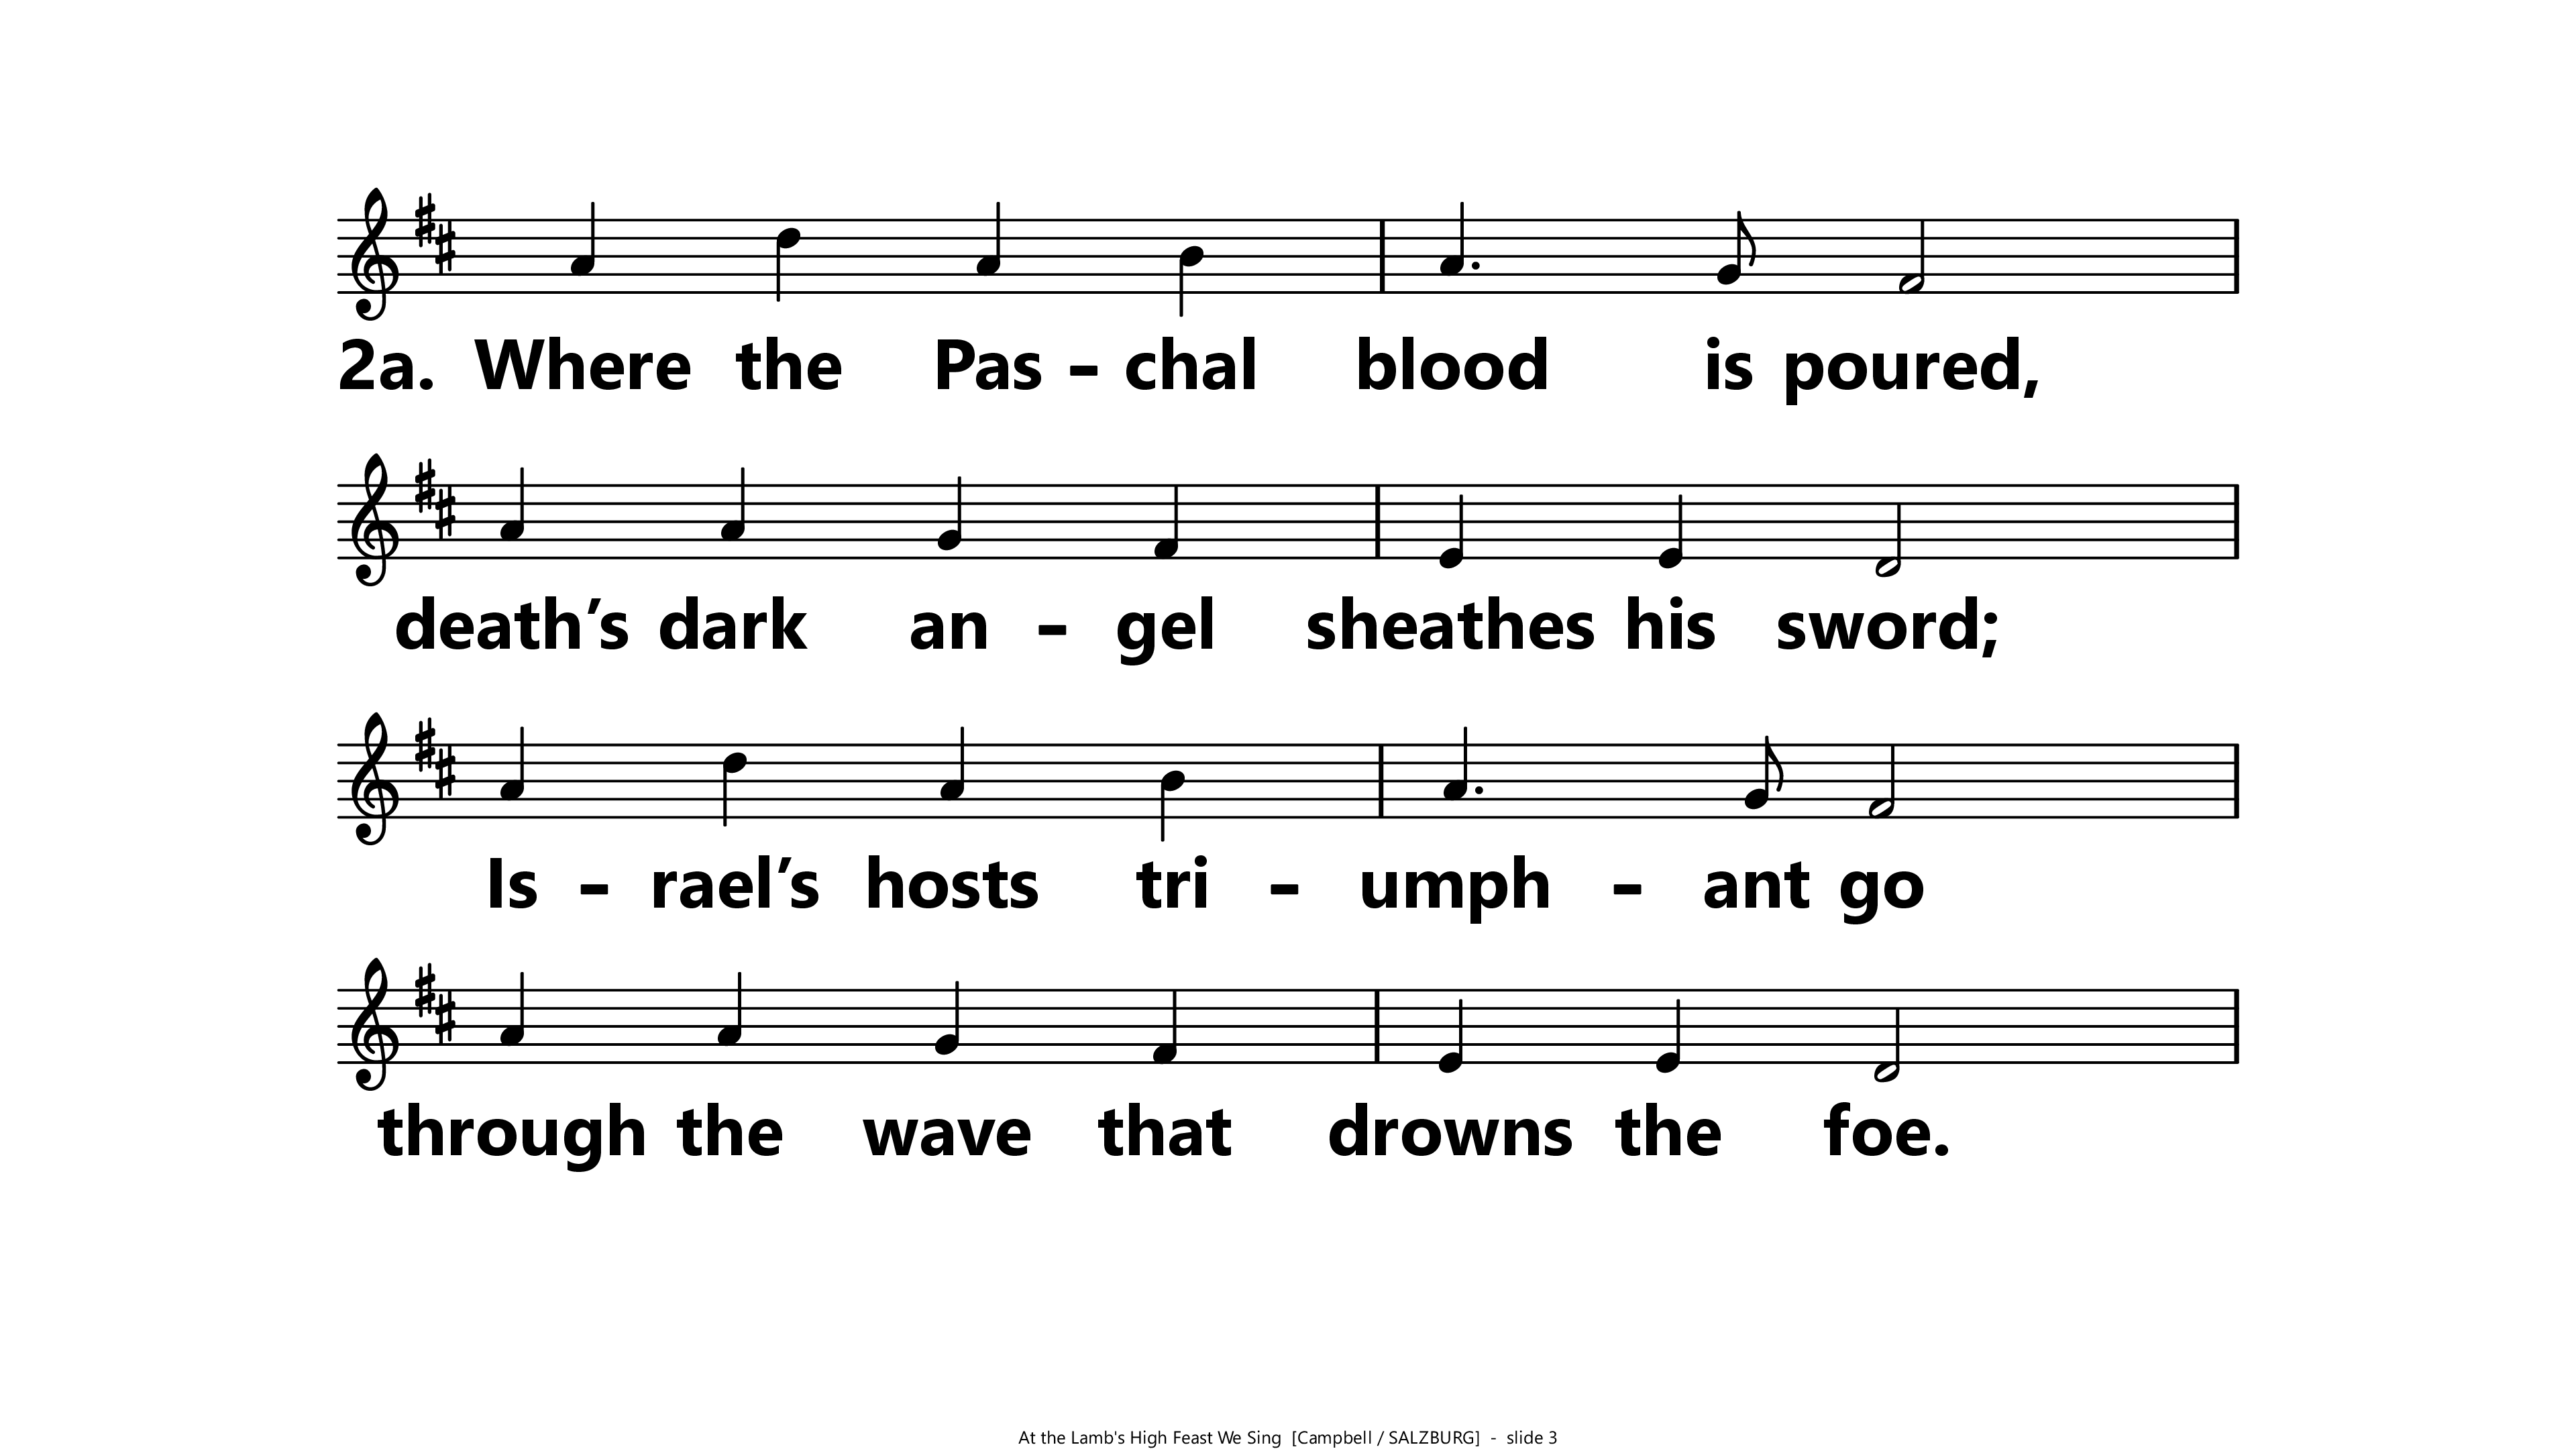 2a. Where the Pas - chal blood is poured,
death’s dark an - gel sheathes his sword;
Is - rael’s hosts tri - umph - ant go
through the wave that drowns the foe.
At the Lamb's High Feast We Sing [Campbell / SALZBURG] - slide 3